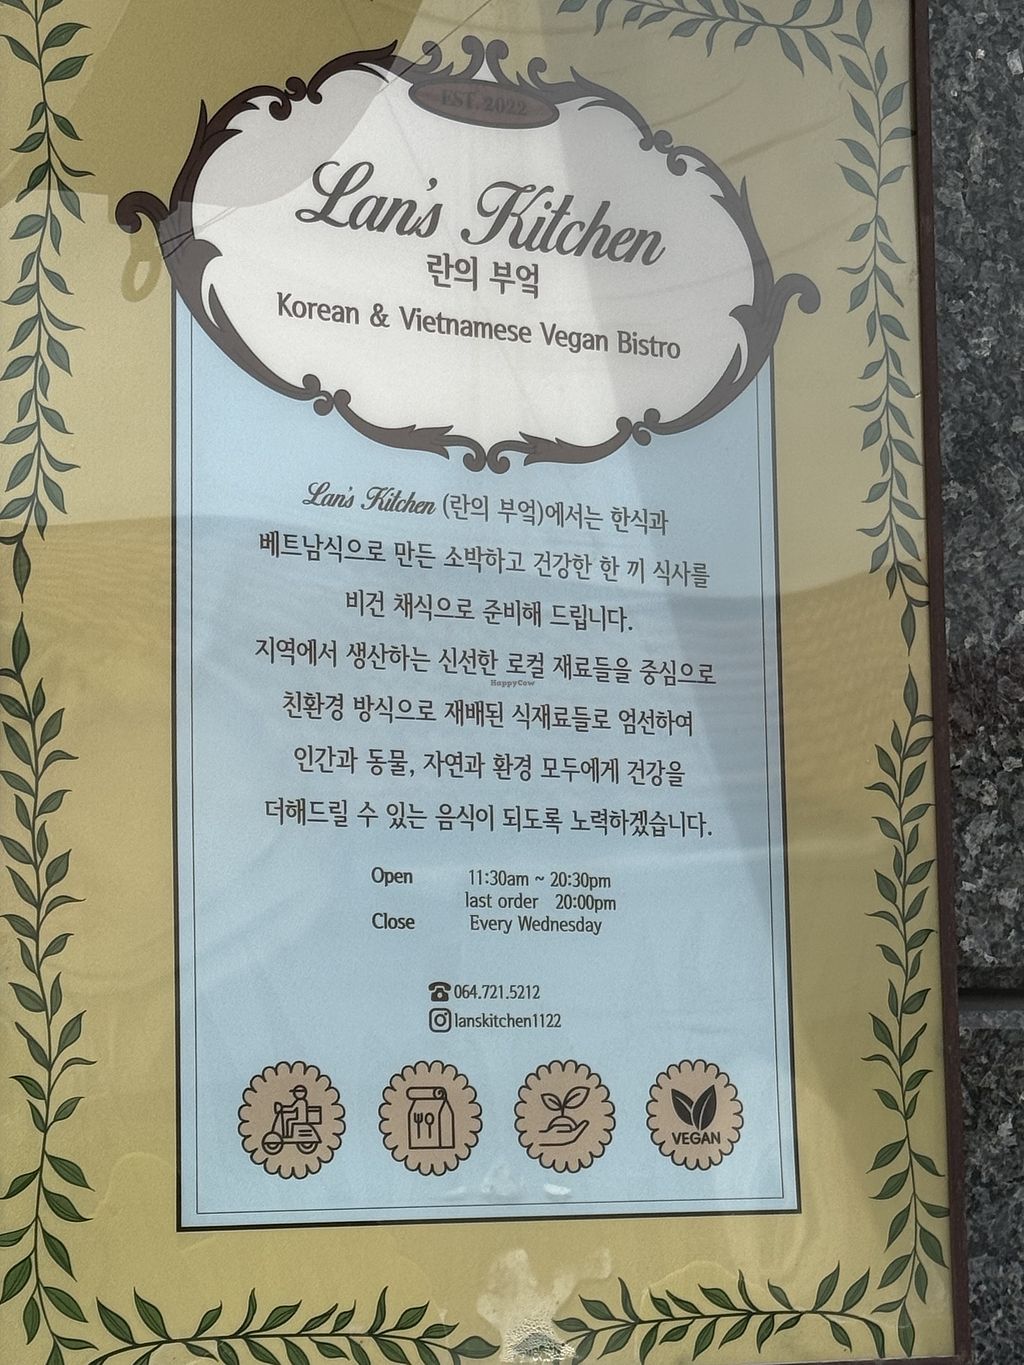 EST. 2022
Lan's Kitchen
란의 부엌
Korean & Vietnamese Vegan Bistro
Lan's Kitchen (란의 부엌)에서는 한식과
베트남식으로 만든 소박하고 건강한 한 끼 식사를
비건 채식으로 준비해 드립니다.
지역에서 생산하는 신선한 로컬 재료들을 중심으로
HappyCow
친환경 방식으로 재배된 식재료들로 엄선하여
인간과 동물, 자연과 환경 모두에게 건강을
더해드릴 수 있는 음식이 되도록 노력하겠습니다.
Open 11:30am ~ 20:30pm
last order 20:00pm
Close Every Wednesday
064.721.5212
lanskitchen1122
VEGAN